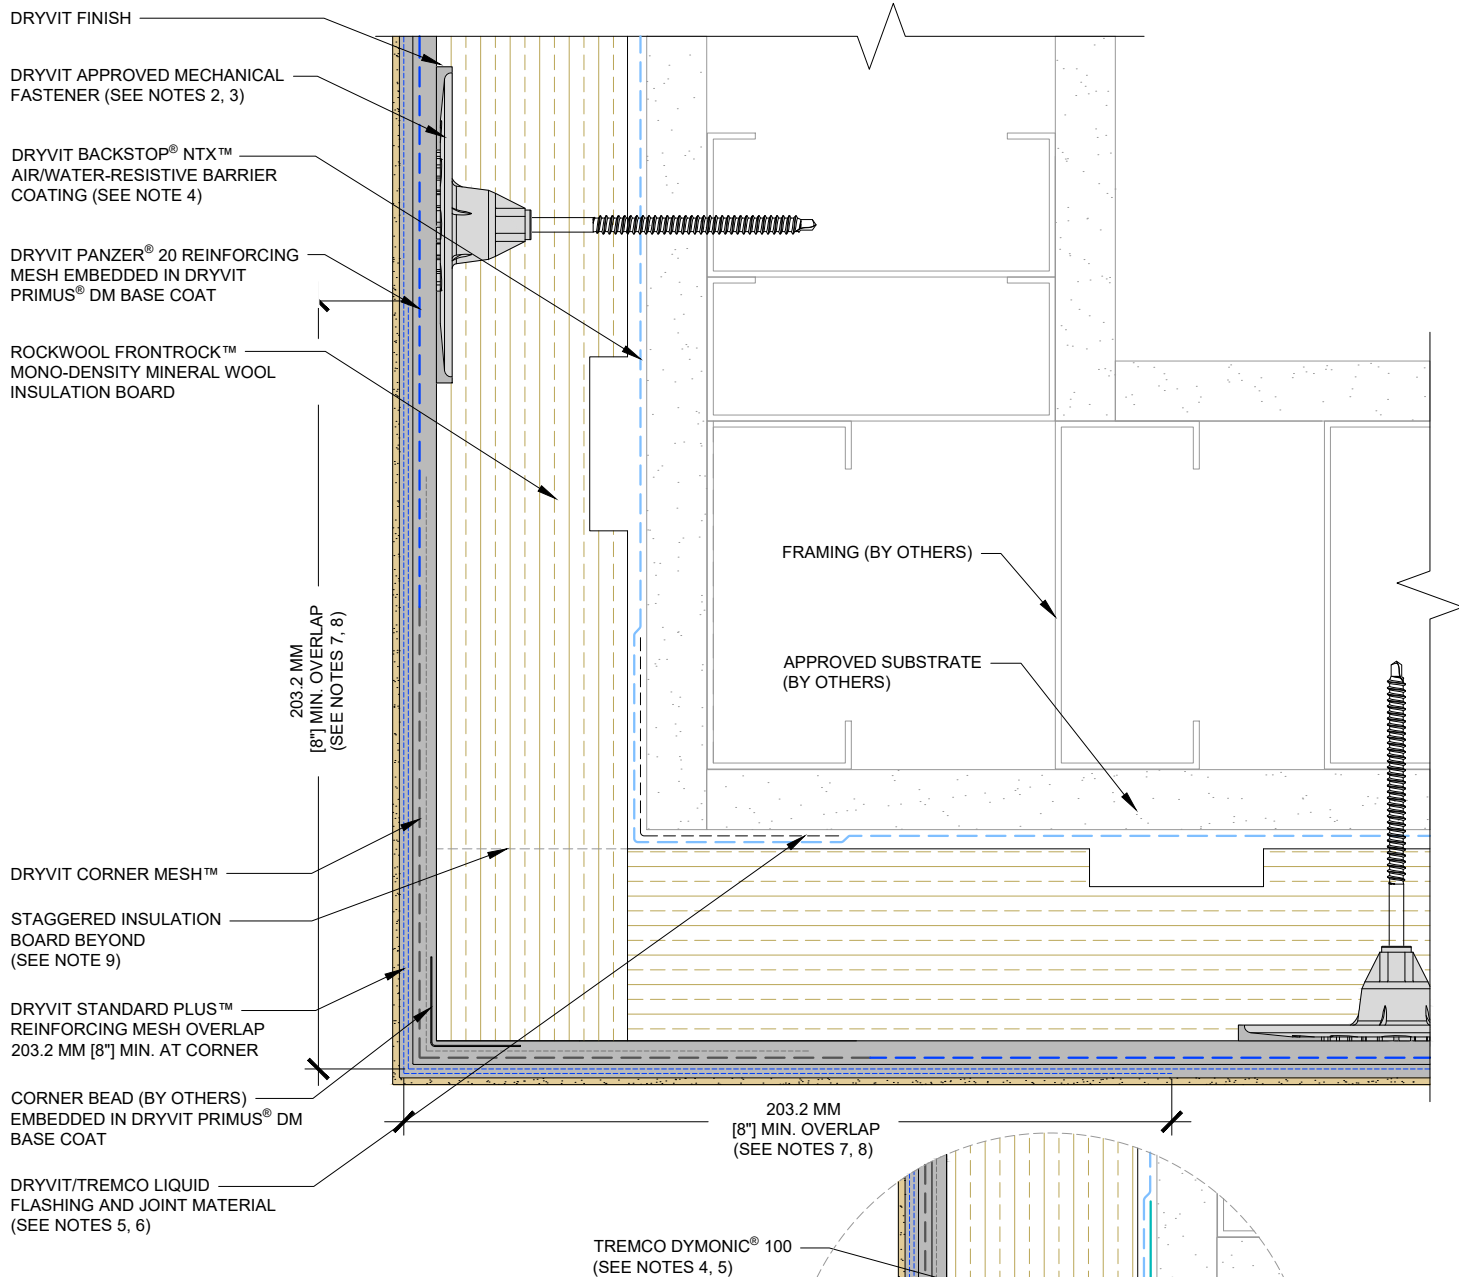 DRYVIT FINISH
DRYVIT APPROVED MECHANICAL
FASTENER (SEE NOTES 2, 3)
DRYVIT BACKSTOP® NTX™
AIR/WATER-RESISTIVE BARRIER
COATING (SEE NOTE 4)
DRYVIT PANZER® 20 REINFORCING
MESH EMBEDDED IN DRYVIT
PRIMUS® DM BASE COAT
ROCKWOOL FRONTROCK™
MONO-DENSITY MINERAL WOOL
INSULATION BOARD
FRAMING (BY OTHERS)
APPROVED SUBSTRATE
(BY OTHERS)
203.2 MM
[8"] MIN. OVERLAP
(SEE NOTES 7, 8)
DRYVIT CORNER MESH™
STAGGERED INSULATION
BOARD BEYOND
(SEE NOTE 9)
DRYVIT STANDARD PLUS™
REINFORCING MESH OVERLAP
203.2 MM [8"] MIN. AT CORNER
CORNER BEAD (BY OTHERS)
EMBEDDED IN DRYVIT PRIMUS® DM
BASE COAT
203.2 MM
[8"] MIN. OVERLAP
(SEE NOTES 7, 8)
DRYVIT/TREMCO LIQUID
FLASHING AND JOINT MATERIAL
(SEE NOTES 5, 6)
TREMCO DYMONIC® 100
(SEE NOTES 4, 5)